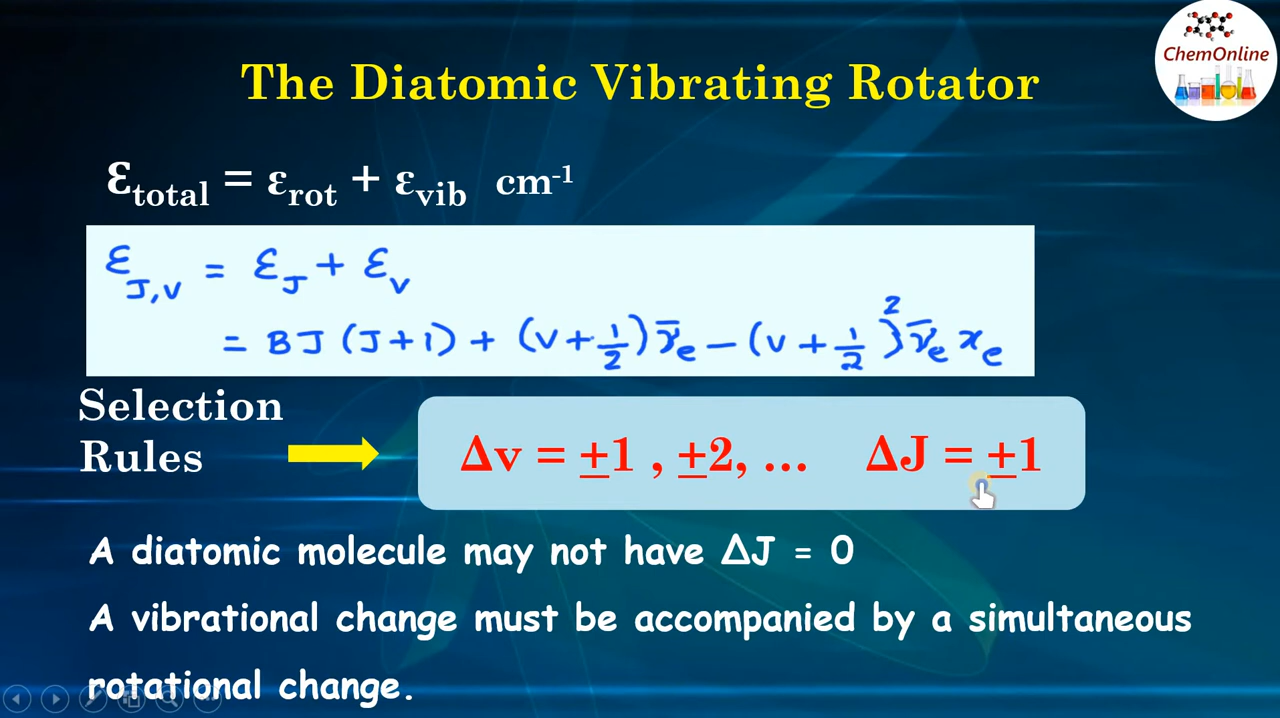 ChemOnline
The Diatomic Vibrating Rotator
Ɛtotal = εrot + εvib cm-1
εJ,v = εJ + εv
= BJ (J+1) + (v+1/2) ν̄e − (v+1/2}² ν̄e xe
Selection
Rules
Δv = ±1 , ±2, ... ΔJ = ±1
A diatomic molecule may not have ΔJ = 0
A vibrational change must be accompanied by a simultaneous
rotational change.